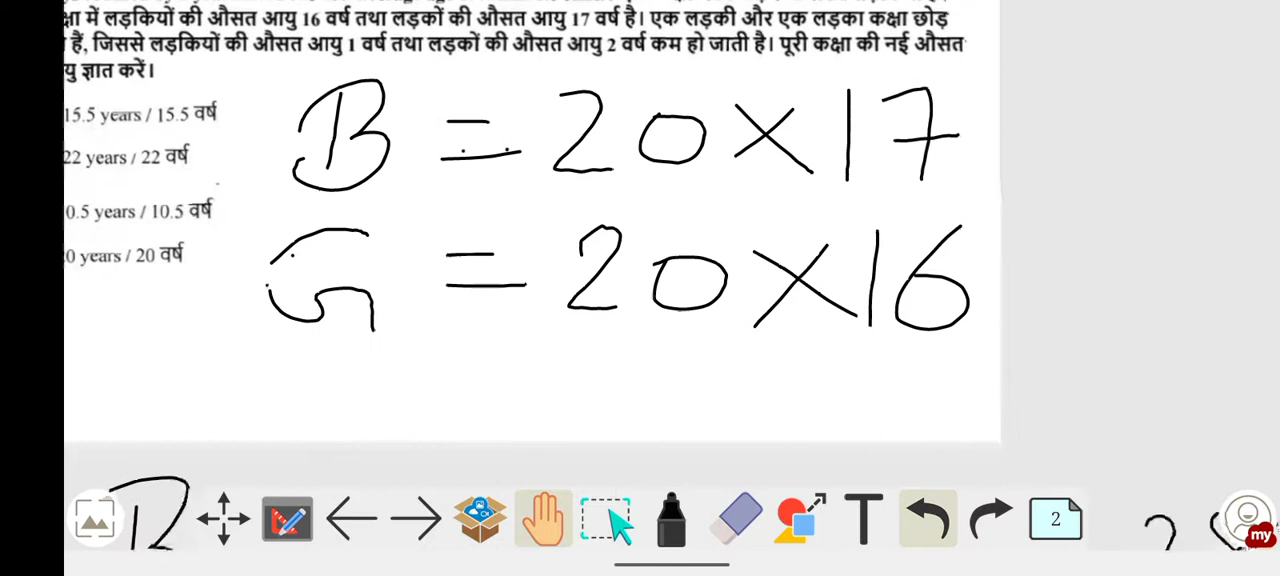 क्षा में लड़कियों की औसत आयु 16 वर्ष तथा लड़कों की औसत आयु 17 वर्ष है। एक लड़की और एक लड़का कक्षा छोड़
हैं, जिससे लड़कियों की औसत आयु 1 वर्ष तथा लड़कों की औसत आयु 2 वर्ष कम हो जाती है। पूरी कक्षा की नई औसत
यु ज्ञात करें।
15.5 years / 15.5 वर्ष
B = 20×17
22 years / 22 वर्ष
0.5 years / 10.5 वर्ष
0 years / 20 वर्ष
G = 20×16
B
T
2
2
my